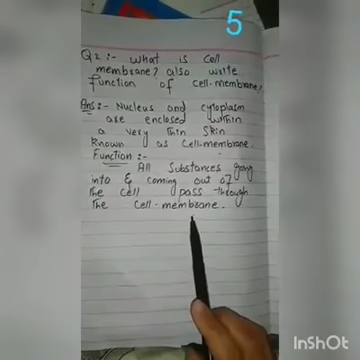 5
Q2:- What is cell
membrane? also write
function of cell-membrane?
Ans:- Nucleus and cytoplasm
are enclosed within
a very thin skin
known as cell-membrane.
Function :-
All substances going
into & coming out of
the cell pass through
the cell-membrane.
InShOt